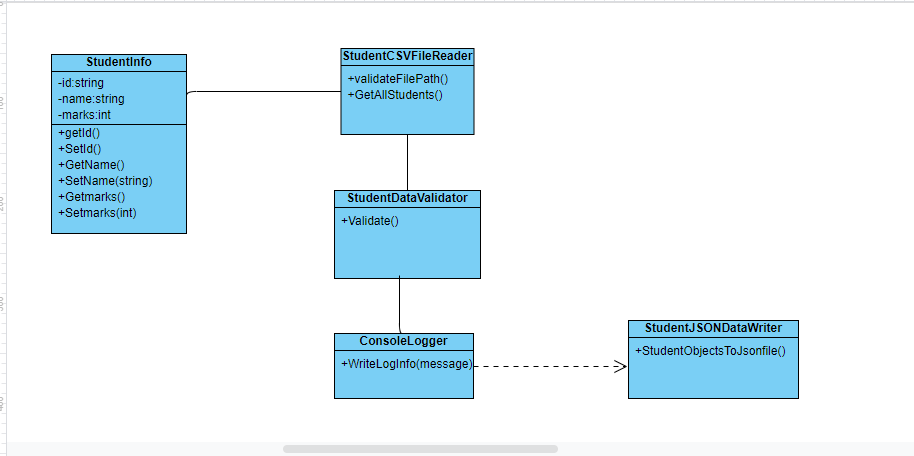 StudentInfo
-id:string
-name:string
-marks:int
+getId()
+SetId()
+GetName()
+SetName(string)
+Getmarks()
+Setmarks(int)
StudentCSVFileReader
+validateFilePath()
+GetAllStudents()
StudentDataValidator
+Validate()
ConsoleLogger
+WriteLogInfo(message)
StudentJSONDataWriter
+StudentObjectsToJsonfile()